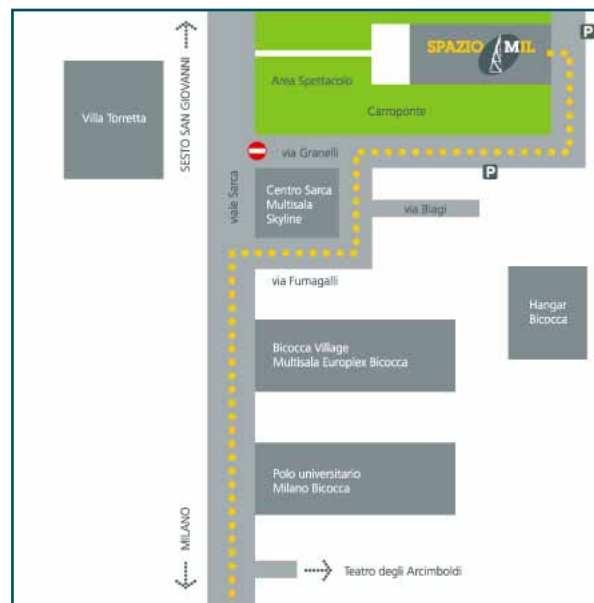 SPAZIO MIL
P
SESTO SAN GIOVANNI
Area Spettacolo
Villa Torretta
Carroponte
via Granelli
P
viale Sarca
Centro Sarca
Multisala
Skyline
via Biagi
via Fumagalli
Hangar
Bicocca
Bicocca Village
Multisala Europlex Bicocca
Polo universitario
Milano Bicocca
MILANO
Teatro degli Arcimboldi